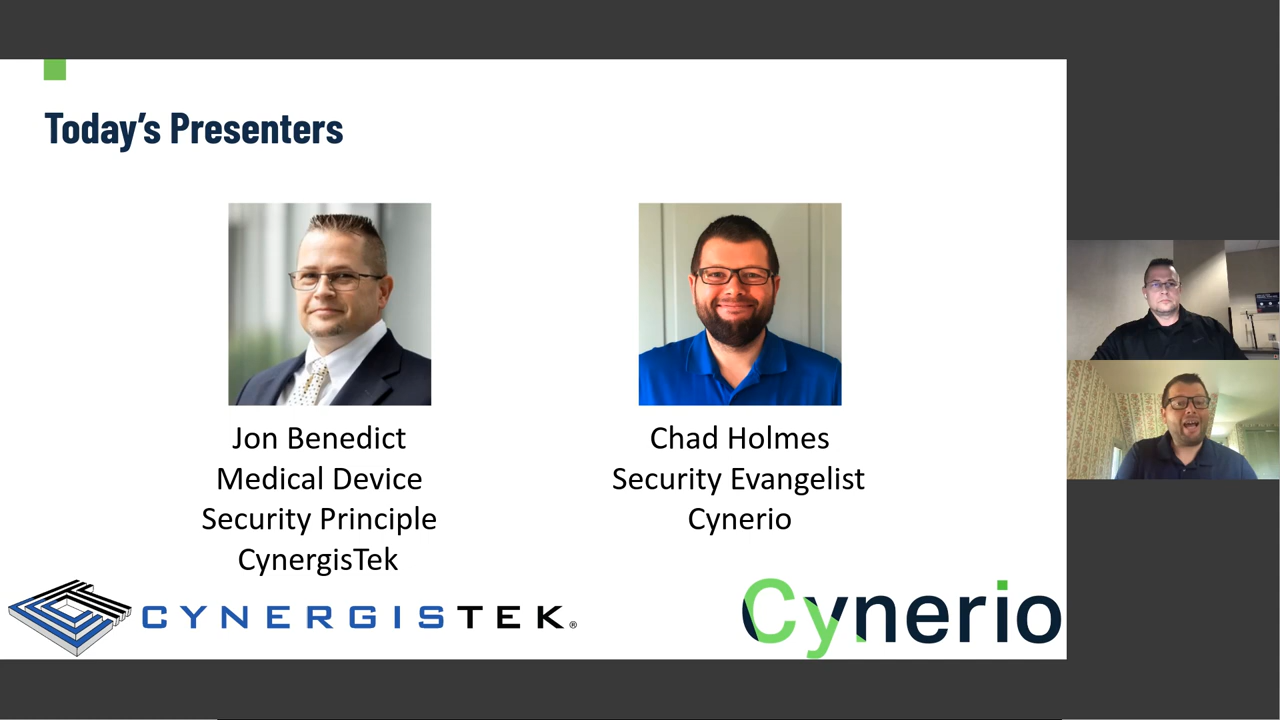 Today's Presenters
Jon Benedict
Medical Device
Security Principle
CynergisTek
Chad Holmes
Security Evangelist
Cynerio
CYNERGISTEK®
Cynerio